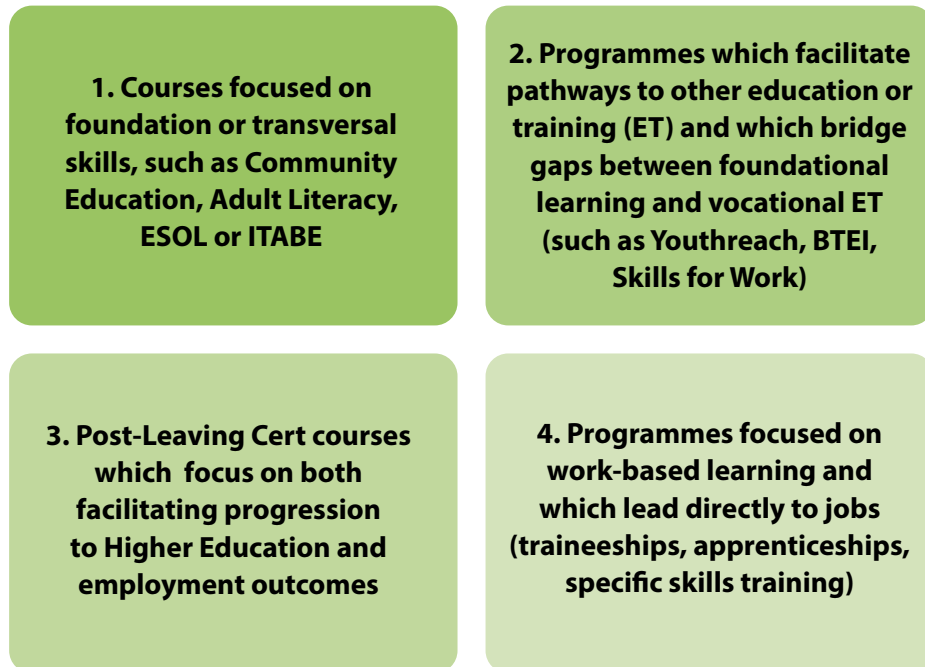 1. Courses focused on
foundation or transversal
skills, such as Community
Education, Adult Literacy,
ESOL or ITABE
2. Programmes which facilitate
pathways to other education or
training (ET) and which bridge
gaps between foundational
learning and vocational ET
(such as Youthreach, BTEI,
Skills for Work)
3. Post-Leaving Cert courses
which focus on both
facilitating progression
to Higher Education and
employment outcomes
4. Programmes focused on
work-based learning and
which lead directly to jobs
(traineeships, apprenticeships,
specific skills training)